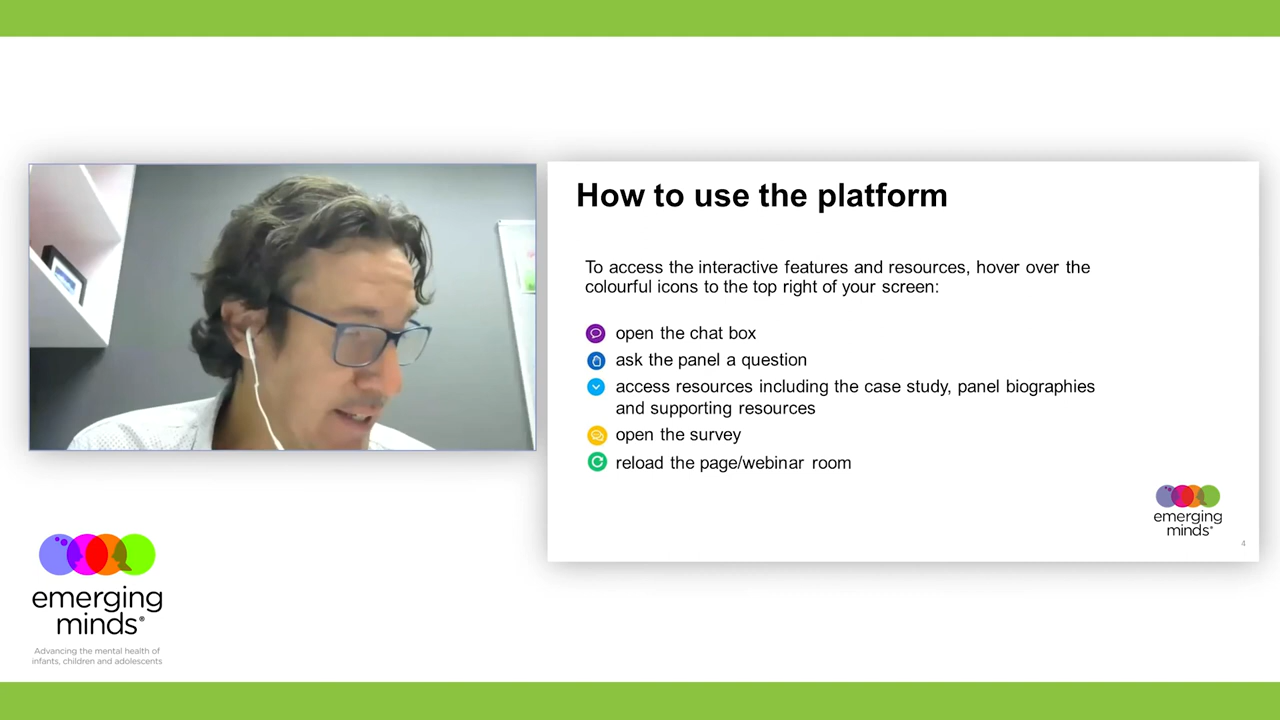 How to use the platform
To access the interactive features and resources, hover over the
colourful icons to the top right of your screen:
open the chat box
ask the panel a question
access resources including the case study, panel biographies
and supporting resources
open the survey
reload the page/webinar room
emerging
minds®
4
emerging
minds®
Advancing the mental health of
infants, children and adolescents